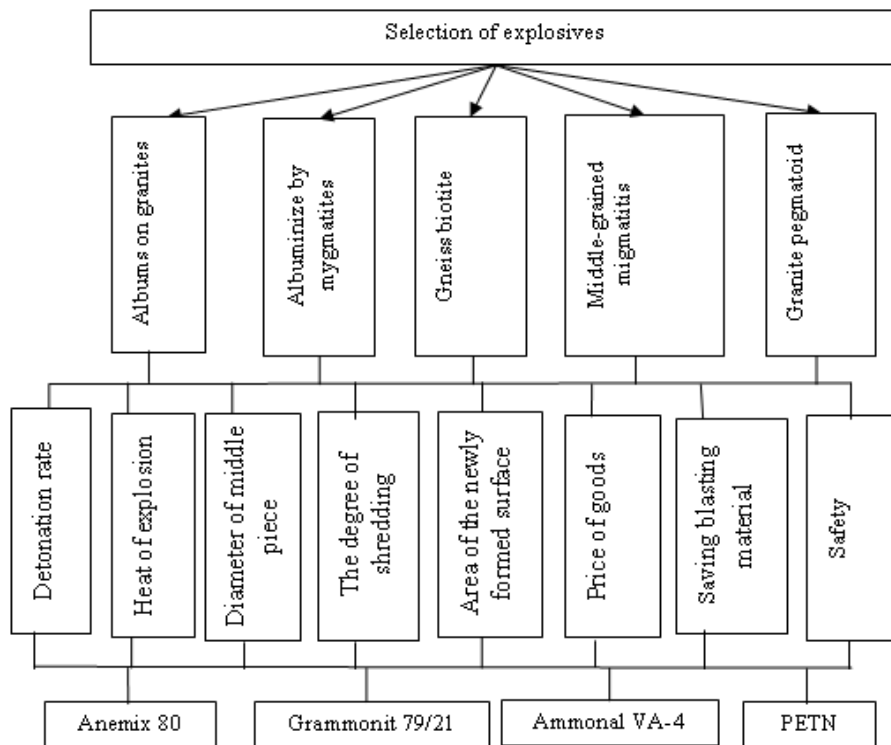 Selection of explosives
Albums on granites
Albuminize by
mygmatites
Gneiss biotite
Middle-grained
migmatitis
Granite pegmatoid
Detonation rate
Heat of explosion
Diameter of middle
piece
The degree of
shredding
Area of the newly
formed surface
Price of goods
Saving blasting
material
Safety
Anemix 80
Grammonit 79/21
Ammonal VA-4
PETN